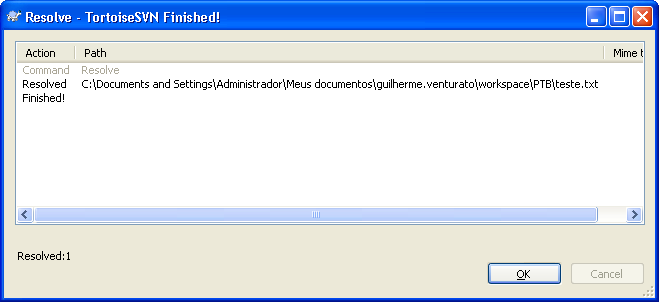 Resolve - TortoiseSVN Finished!
Action Path Mime t
Command Resolve
Resolved C:\Documents and Settings\Administrador\Meus documentos\guilherme.venturato\workspace\PTB\teste.txt
Finished!
Resolved:1
OK Cancel